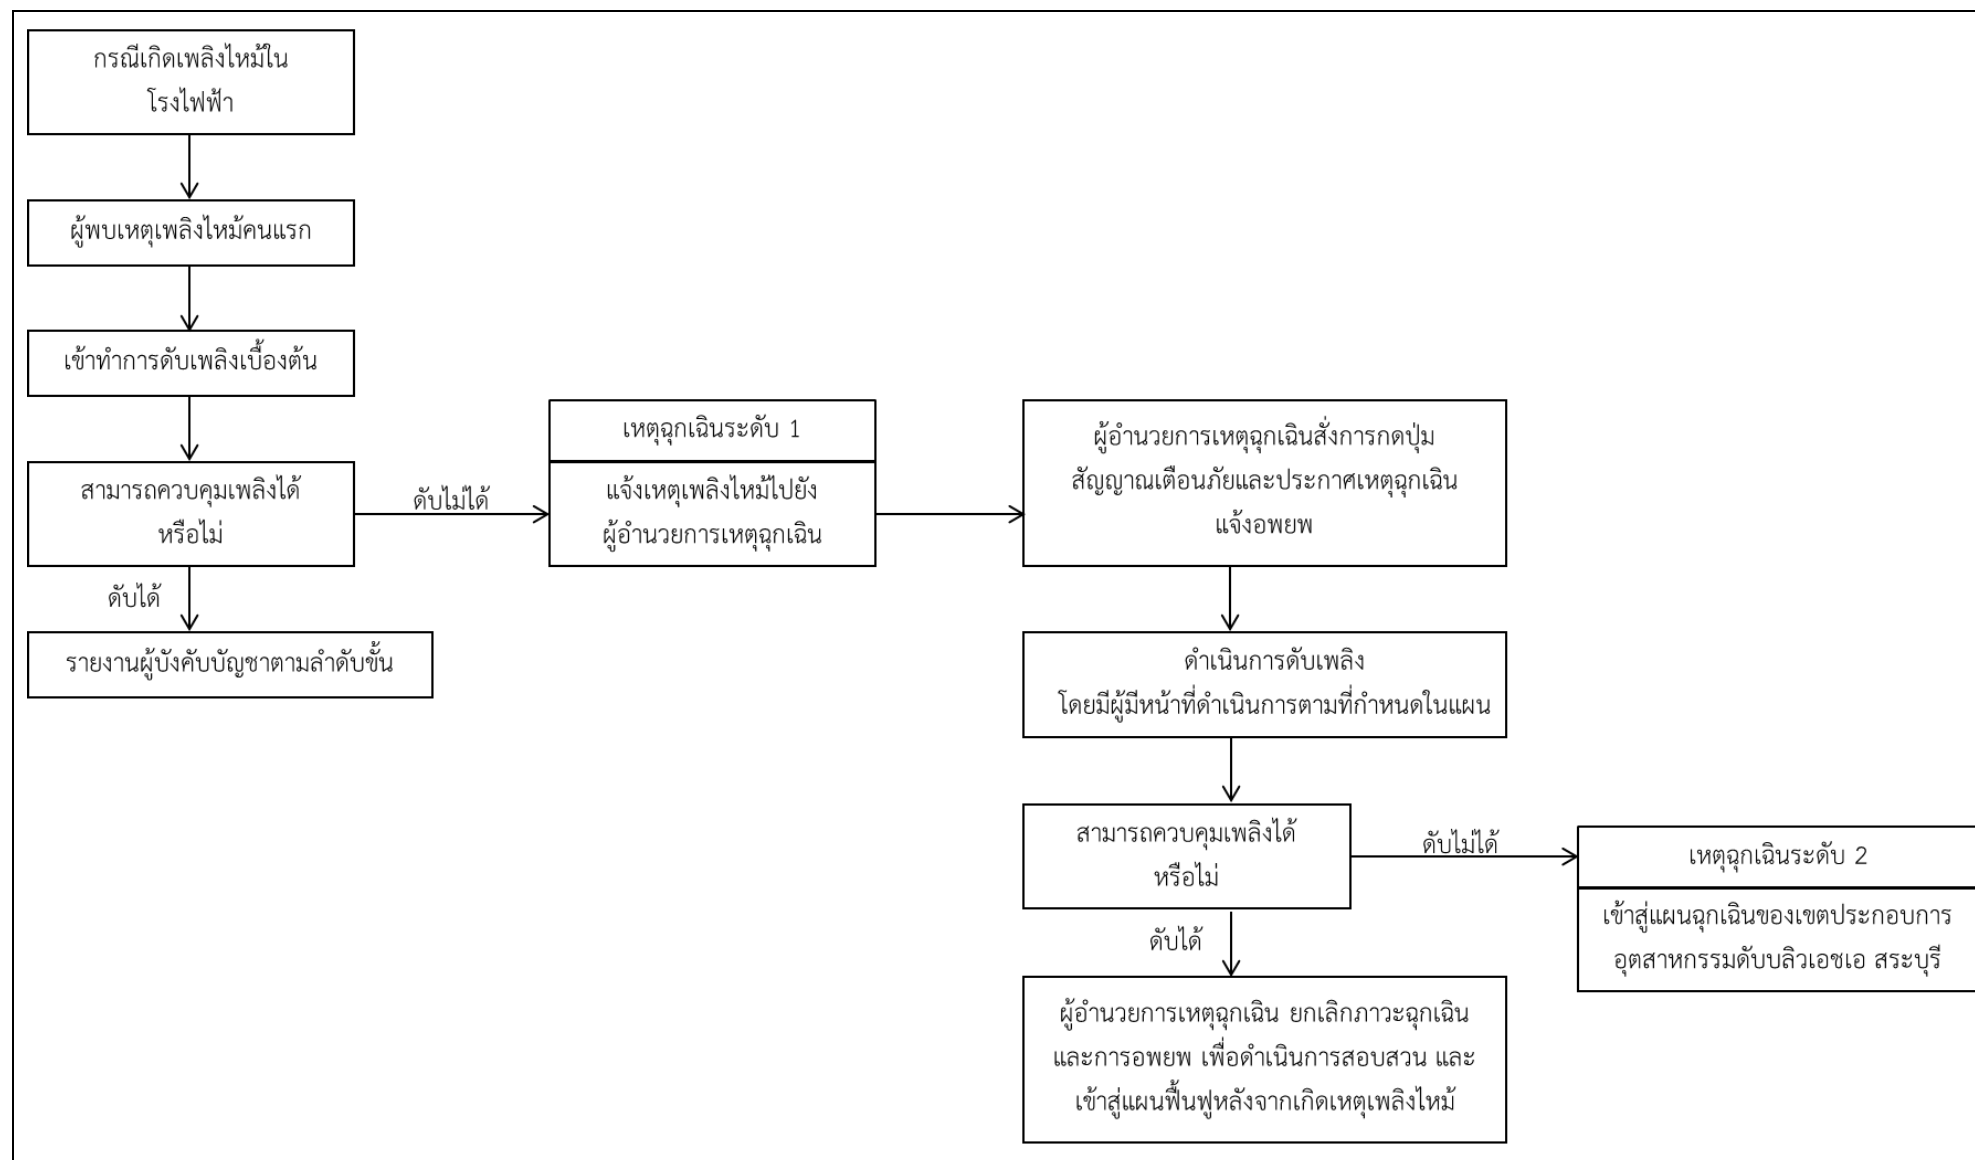 กรณีเกิดเพลิงไหม้ใน
โรงไฟฟ้า
ผู้พบเหตุเพลิงไหม้คนแรก
เข้าทำการดับเพลิงเบื้องต้น
สามารถควบคุมเพลิงได้
หรือไม่
ดับไม่ได้
ดับได้
รายงานผู้บังคับบัญชาตามลำดับขั้น
เหตุฉุกเฉินระดับ 1
แจ้งเหตุเพลิงไหม้ไปยัง
ผู้อำนวยการเหตุฉุกเฉิน
ผู้อำนวยการเหตุฉุกเฉินสั่งการกดปุ่ม
สัญญาณเตือนภัยและประกาศเหตุฉุกเฉิน
แจ้งอพยพ
ดำเนินการดับเพลิง
โดยมีผู้มีหน้าที่ดำเนินการตามที่กำหนดในแผน
สามารถควบคุมเพลิงได้
หรือไม่
ดับไม่ได้
ดับได้
เหตุฉุกเฉินระดับ 2
เข้าสู่แผนฉุกเฉินของเขตประกอบการ
อุตสาหกรรมดับบลิวเอชเอ สระบุรี
ผู้อำนวยการเหตุฉุกเฉิน ยกเลิกภาวะฉุกเฉิน
และการอพยพ เพื่อดำเนินการสอบสวน และ
เข้าสู่แผนฟื้นฟูหลังจากเกิดเหตุเพลิงไหม้